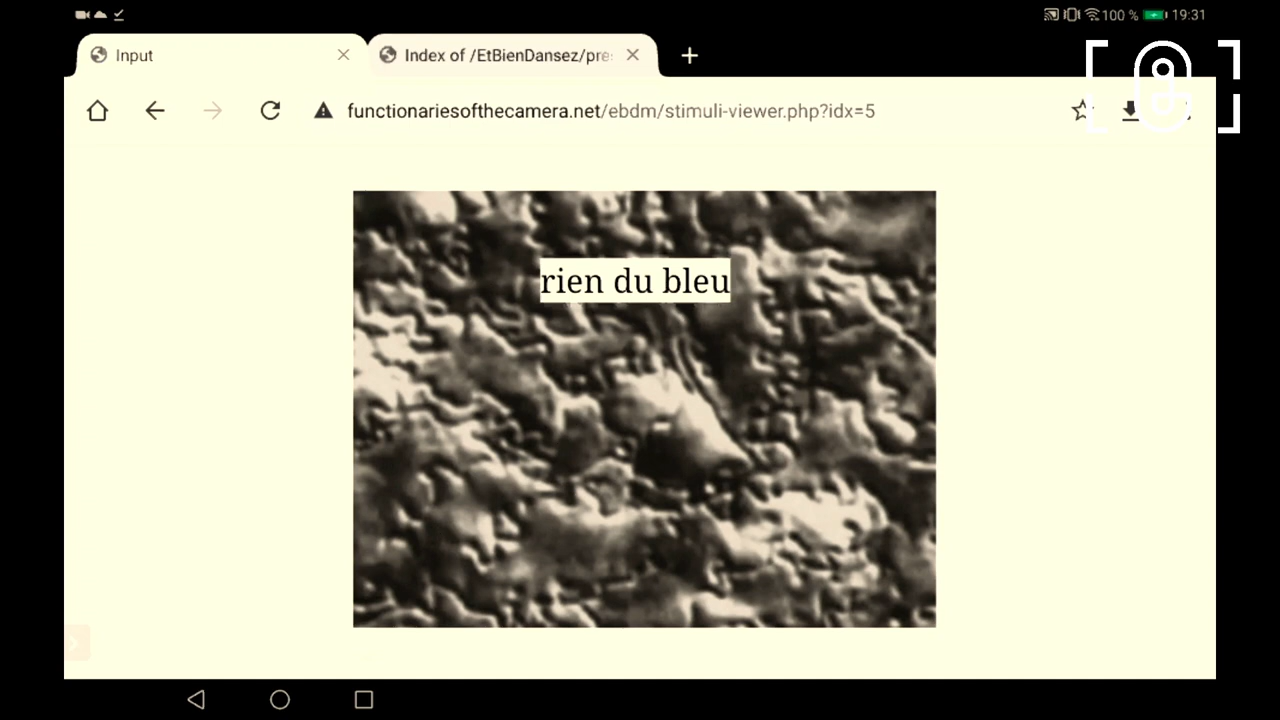 100 % 19:31
Input
Index of /EtBienDansez/pre
functionariesofthecamera.net/ebdm/stimuli-viewer.php?idx=5
rien du bleu